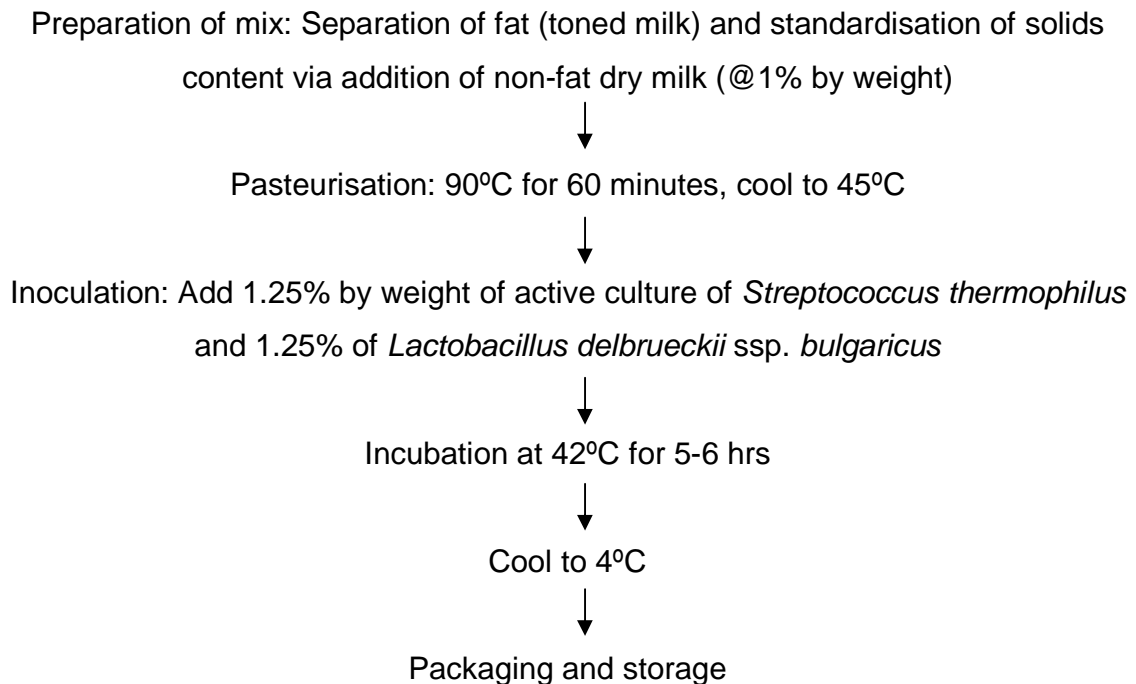 Preparation of mix: Separation of fat (toned milk) and standardisation of solids
content via addition of non-fat dry milk (@1% by weight)
Pasteurisation: 90ºC for 60 minutes, cool to 45ºC
Inoculation: Add 1.25% by weight of active culture of Streptococcus thermophilus
and 1.25% of Lactobacillus delbrueckii ssp. bulgaricus
Incubation at 42ºC for 5-6 hrs
Cool to 4ºC
Packaging and storage